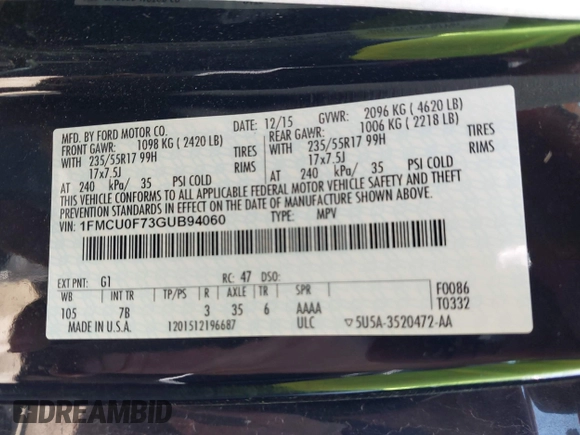 MFD. BY FORD MOTOR CO.
DATE: 12/15 GVWR: 2096 KG ( 4620 LB)
FRONT GAWR: 1098 KG ( 2420 LB) REAR GAWR: 1006 KG ( 2218 LB)
WITH 235/55R17 99H TIRES WITH 235/55R17 99H TIRES
17x7.5J RIMS 17x7.5J RIMS
AT 240 kPa/ 35 PSI COLD AT 240 kPa/ 35 PSI COLD
THIS VEHICLE CONFORMS TO ALL APPLICABLE FEDERAL MOTOR VEHICLE SAFETY AND THEFT
PREVENTION STANDARDS IN EFFECT ON THE DATE OF MANUFACTURE SHOWN ABOVE.
VIN: 1FMCU0F73GUB94060 TYPE: MPV
EXT PNT: G1 RC: 47 DSO: F0086
WB INT TR TP/PS R AXLE TR SPR T0332
105 7B 3 35 6 AAAA
MADE IN U.S.A. 1201512196687 ULC 5U5A-3520472-AA
DREAMBID